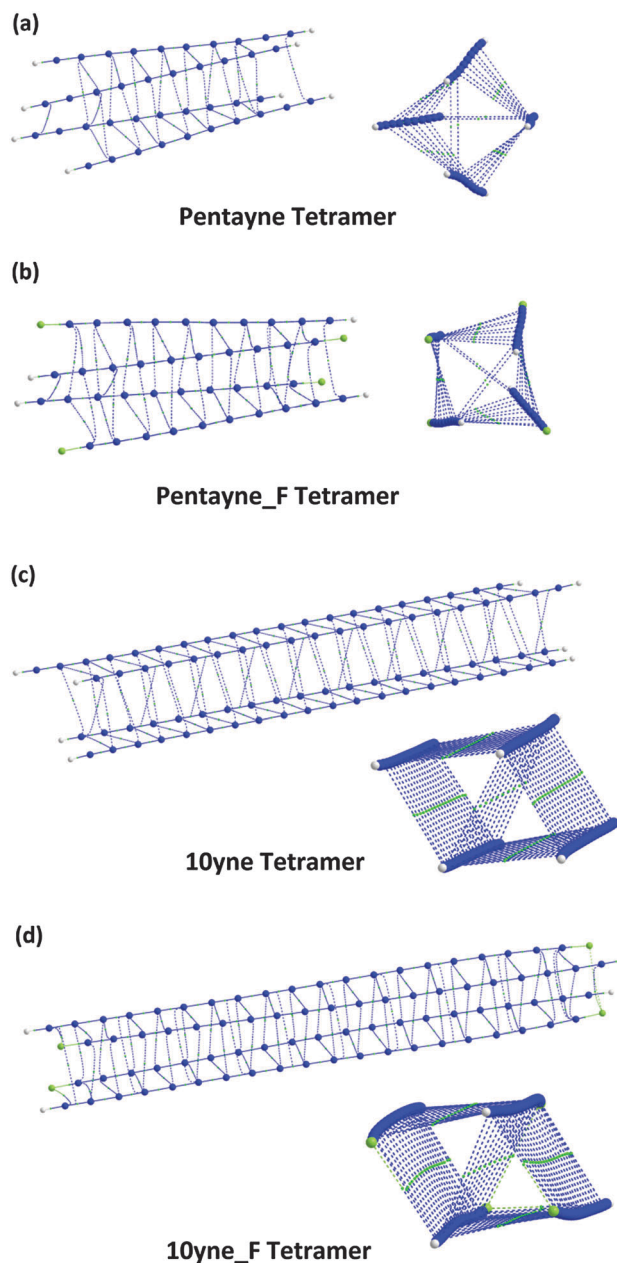 (a)
Pentayne Tetramer
(b)
Pentayne_F Tetramer
(c)
10yne Tetramer
(d)
10yne_F Tetramer